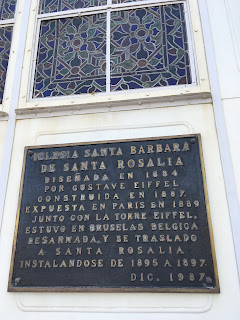 "IGLESIA SANTA BARBARA"
DE SANTA ROSALIA
DISEÑADA EN 1884
POR GUSTAVE EIFFEL
CONSTRUIDA EN 1887.
EXPUESTA EN PARIS EN 1889
JUNTO CON LA TORRE EIFFEL.
ESTUVO EN BRUSELAS BELGICA
DESARMADA, Y SE TRASLADO
A SANTA ROSALIA
INSTALANDOSE DE 1895 A 1897.
DIC. 1987